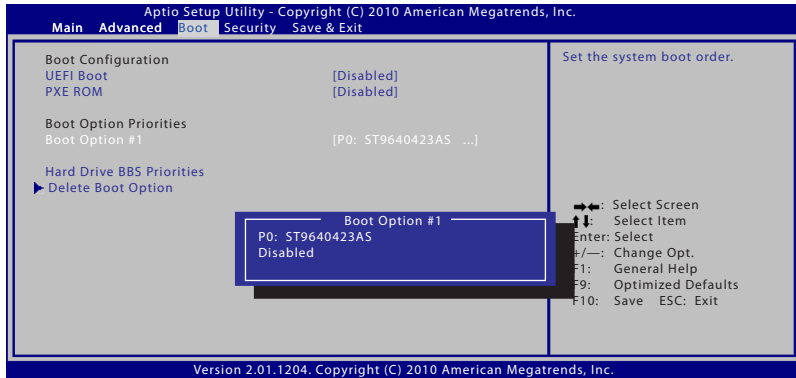 Aptio Setup Utility - Copyright (C) 2010 American Megatrends, Inc.
Main Advanced Boot Security Save & Exit
Boot Configuration
UEFI Boot [Disabled]
PXE ROM [Disabled]
Boot Option Priorities
Boot Option #1 [P0: ST9640423AS ...]
Hard Drive BBS Priorities
Delete Boot Option
Boot Option #1
P0: ST9640423AS
Disabled
Set the system boot order.
→←: Select Screen
↑↓: Select Item
Enter: Select
+/—: Change Opt.
F1: General Help
F9: Optimized Defaults
F10: Save ESC: Exit
Version 2.01.1204. Copyright (C) 2010 American Megatrends, Inc.